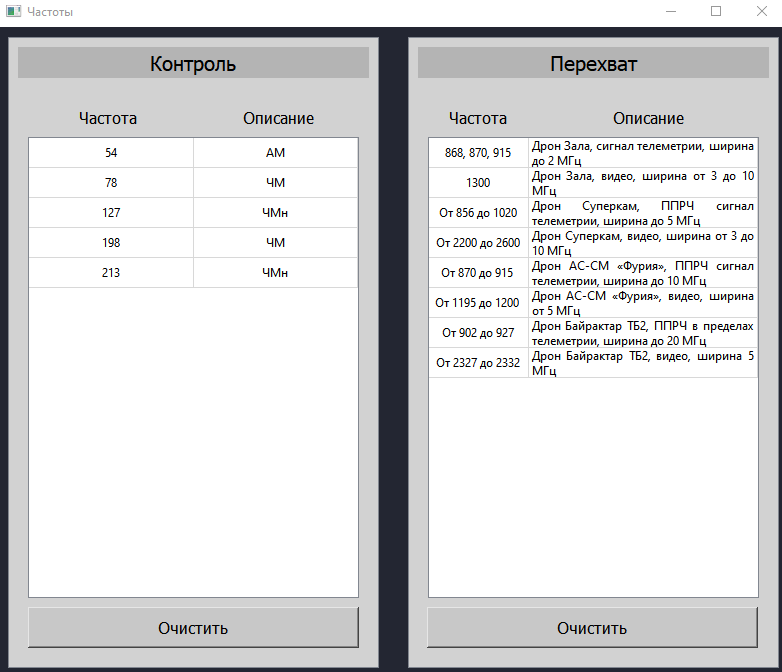 Частоты
Контроль
Частота Описание
54 АМ
78 ЧМ
127 ЧМн
198 ЧМ
213 ЧМн
Очистить
Перехват
Частота Описание
868, 870, 915 Дрон Зала, сигнал телеметрии, ширина
до 2 МГц
1300 Дрон Зала, видео, ширина от 3 до 10
МГц
От 856 до 1020 Дрон Суперкам, ППРЧ сигнал
телеметрии, ширина до 5 МГц
От 2200 до 2600 Дрон Суперкам, видео, ширина от 3 до
10 МГц
От 870 до 915 Дрон АС-СМ «Фурия», ППРЧ сигнал
телеметрии, ширина до 10 МГц
От 1195 до 1200 Дрон АС-СМ «Фурия», видео, ширина
от 5 МГц
От 902 до 927 Дрон Байрактар ТБ2, ППРЧ в пределах
телеметрии, ширина до 20 МГц
От 2327 до 2332 Дрон Байрактар ТБ2, видео, ширина 5
МГц
Очистить